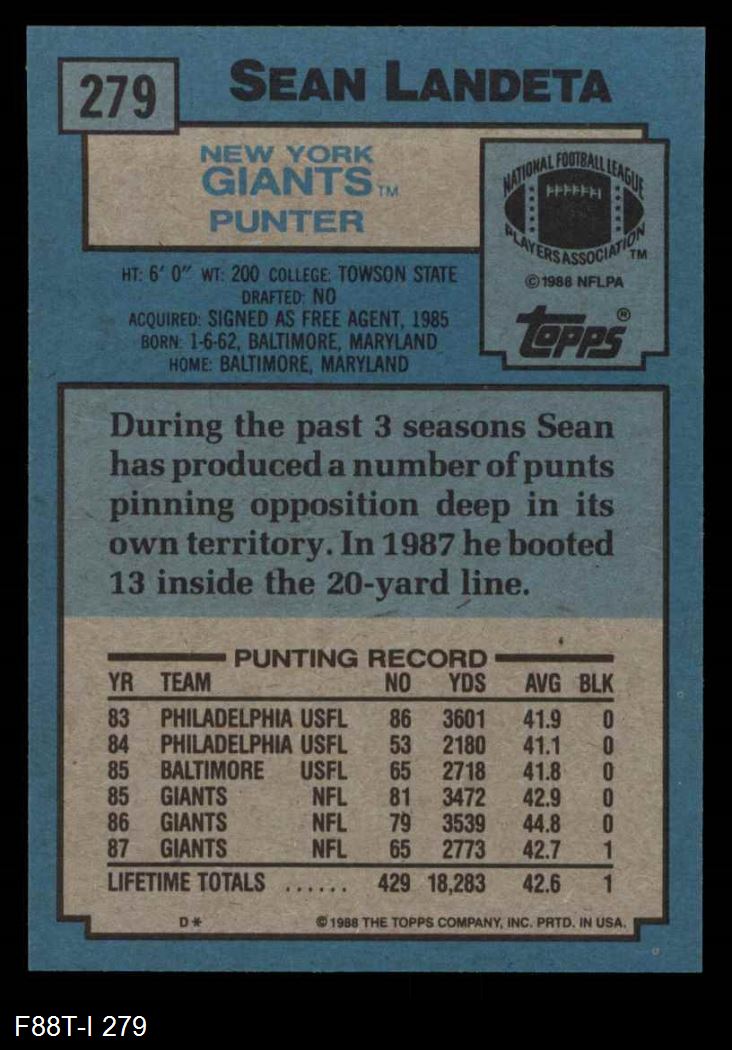 279
SEAN LANDETA
NEW YORK
GIANTS™
PUNTER
NATIONAL FOOTBALL LEAGUE
PLAYERS ASSOCIATION™
©1988 NFLPA
topps®
HT: 6' 0" WT: 200 COLLEGE: TOWSON STATE
DRAFTED: NO
ACQUIRED: SIGNED AS FREE AGENT, 1985
BORN: 1-6-62, BALTIMORE, MARYLAND
HOME: BALTIMORE, MARYLAND
During the past 3 seasons Sean
has produced a number of punts
pinning opposition deep in its
own territory. In 1987 he booted
13 inside the 20-yard line.
PUNTING RECORD
YR TEAM NO YDS AVG BLK
83 PHILADELPHIA USFL 86 3601 41.9 0
84 PHILADELPHIA USFL 53 2180 41.1 0
85 BALTIMORE USFL 65 2718 41.8 0
85 GIANTS NFL 81 3472 42.9 0
86 GIANTS NFL 79 3539 44.8 0
87 GIANTS NFL 65 2773 42.7 1
LIFETIME TOTALS ...... 429 18,283 42.6 1
D* ©1988 THE TOPPS COMPANY, INC. PRTD. IN USA.
F88T-I 279